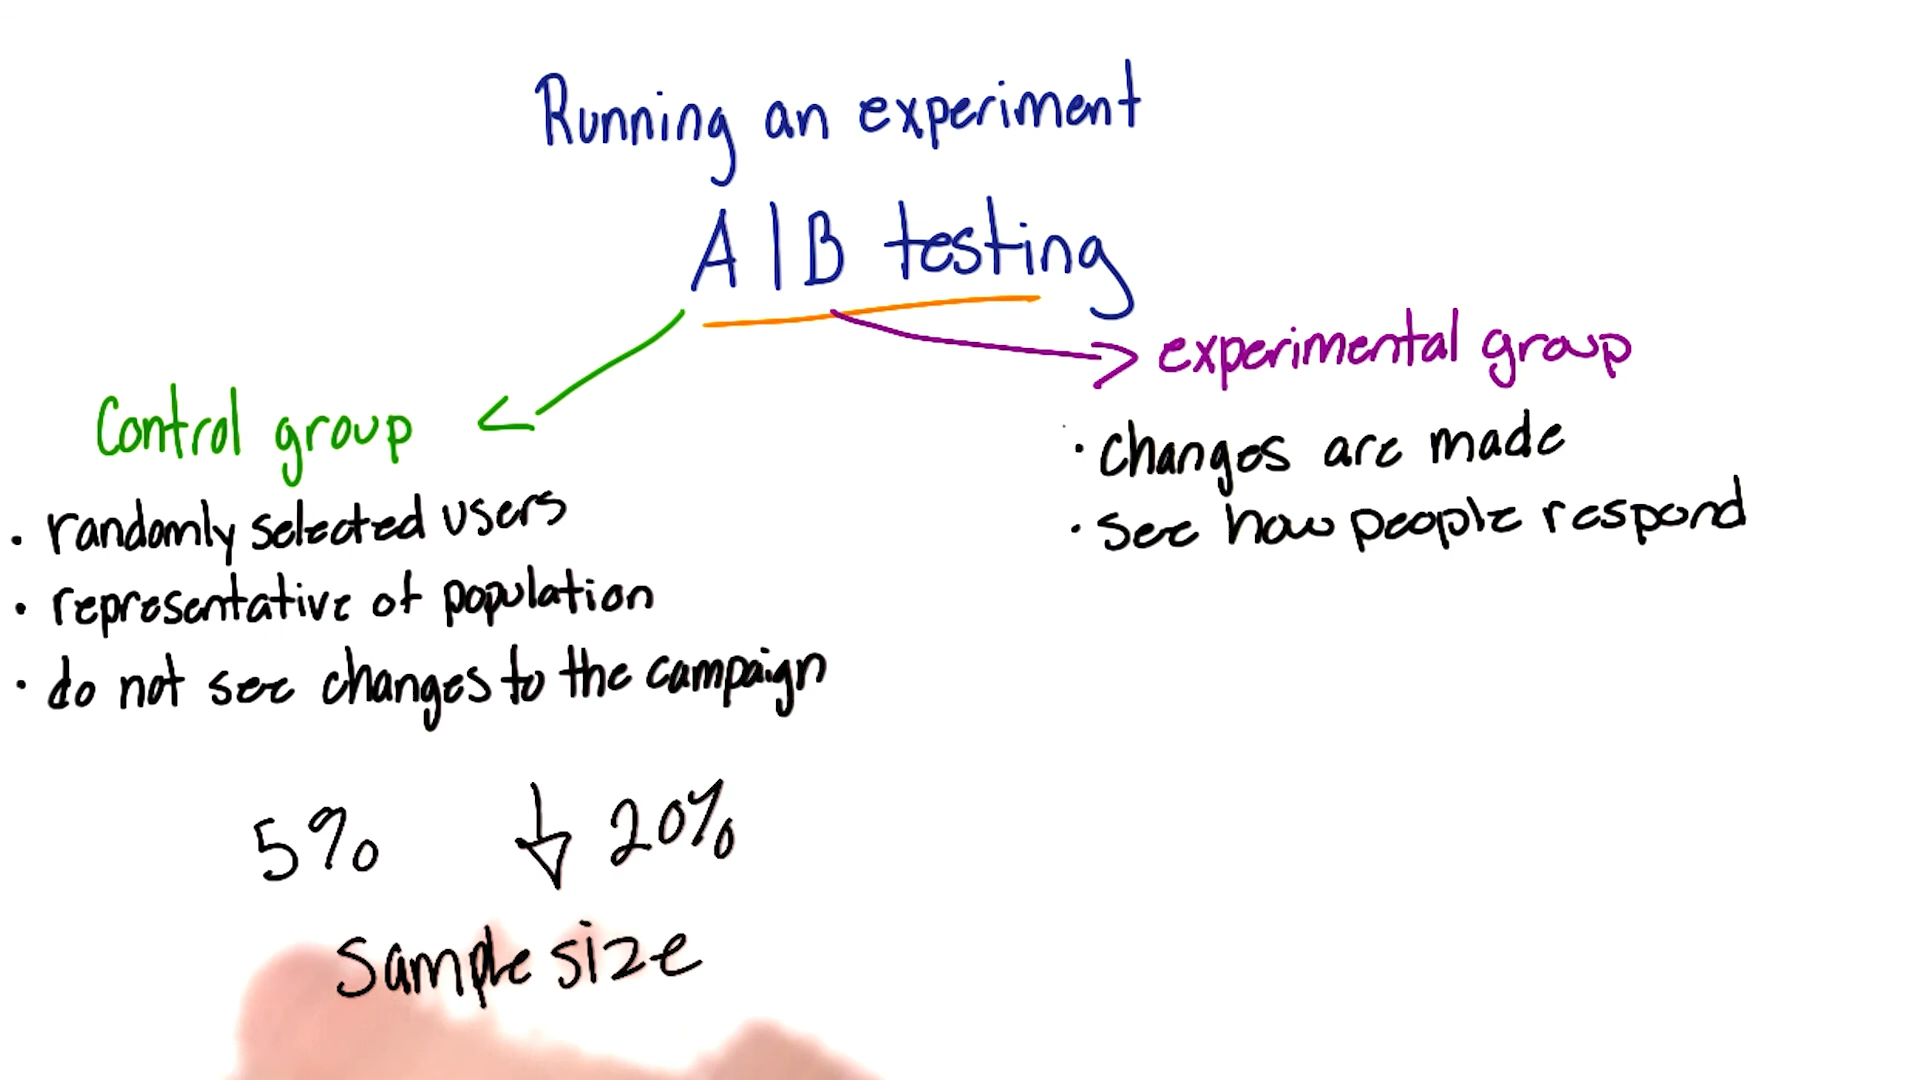 Running an experiment
A|B testing
Control group
• randomly selected users
• representative of population
• do not see changes to the campaign
5% 20%
Sample size
experimental group
• changes are made
• see how people respond